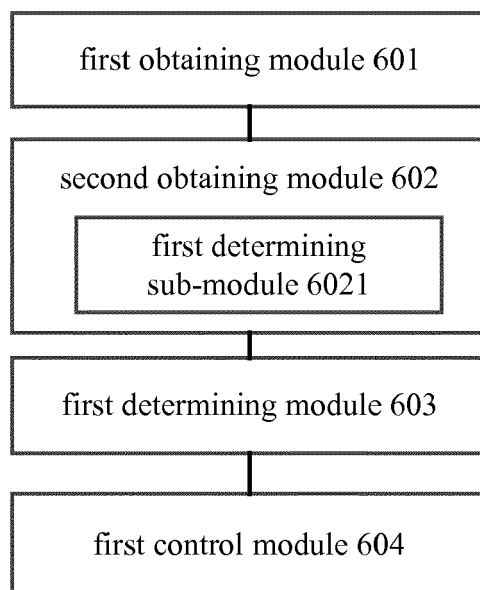 first obtaining module 601
second obtaining module 602
first determining
sub-module 6021
first determining module 603
first control module 604